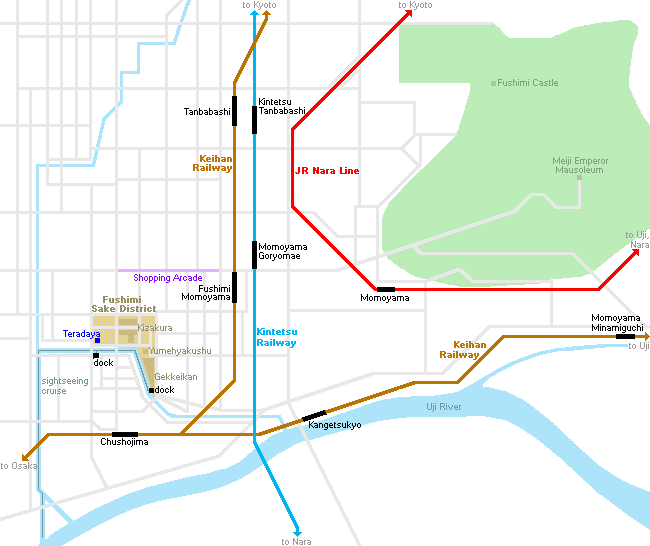 to Kyoto
to Kyoto
Fushimi Castle
Tanbabashi
Kintetsu
Tanbabashi
Keihan
Railway
JR Nara Line
Meiji Emperor
Mausoleum
to Uji,
Nara
Momoyama
Goryomae
Shopping Arcade
Fushimi
Momoyama
Momoyama
Fushimi
Sake District
Teradaya
Kizakura
Kintetsu
Railway
Momoyama
Minamiguchi
to Uji
Keihan
Railway
dock
Yumehyakushu
sightseeing
cruise
Gekkeikan
dock
Uji River
Kangetsukyo
Chushojima
to Osaka
to Nara